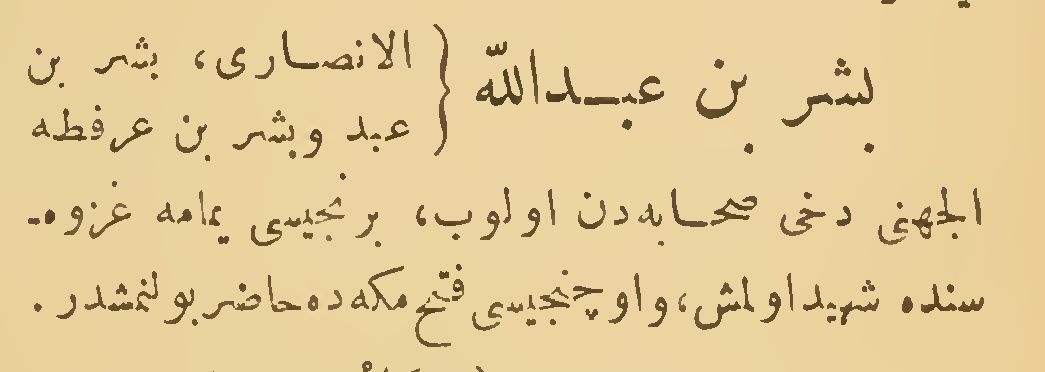 بشر بن عبدالله { الانصاری، بشر بن
عبد وبشر بن عرفطه
الجهنی دخی صحابه‌دن اولوب، برنجیسی یمامه غزوه‌-
سنده شهید اولمش، واوچنجیسی فتح مكه‌ده حاضر بولنمشدر.